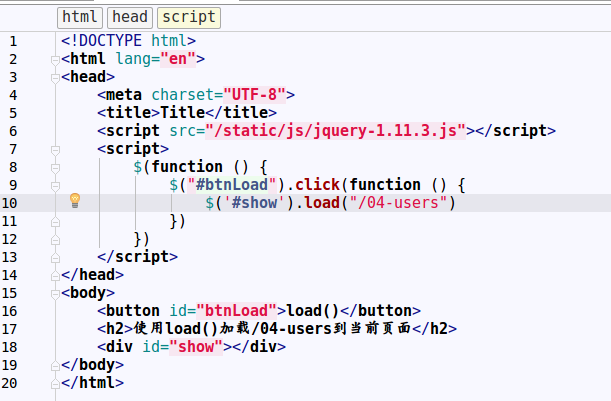 html head script
1 <!DOCTYPE html>
2 <html lang="en">
3 <head>
4     <meta charset="UTF-8">
5     <title>Title</title>
6     <script src="/static/js/jquery-1.11.3.js"></script>
7     <script>
8         $(function () {
9             $("#btnLoad").click(function () {
10                 $('#show').load("/04-users")
11             })
12         })
13     </script>
14 </head>
15 <body>
16     <button id="btnLoad">load()</button>
17     <h2>使用load()加载/04-users到当前页面</h2>
18     <div id="show"></div>
19 </body>
20 </html>